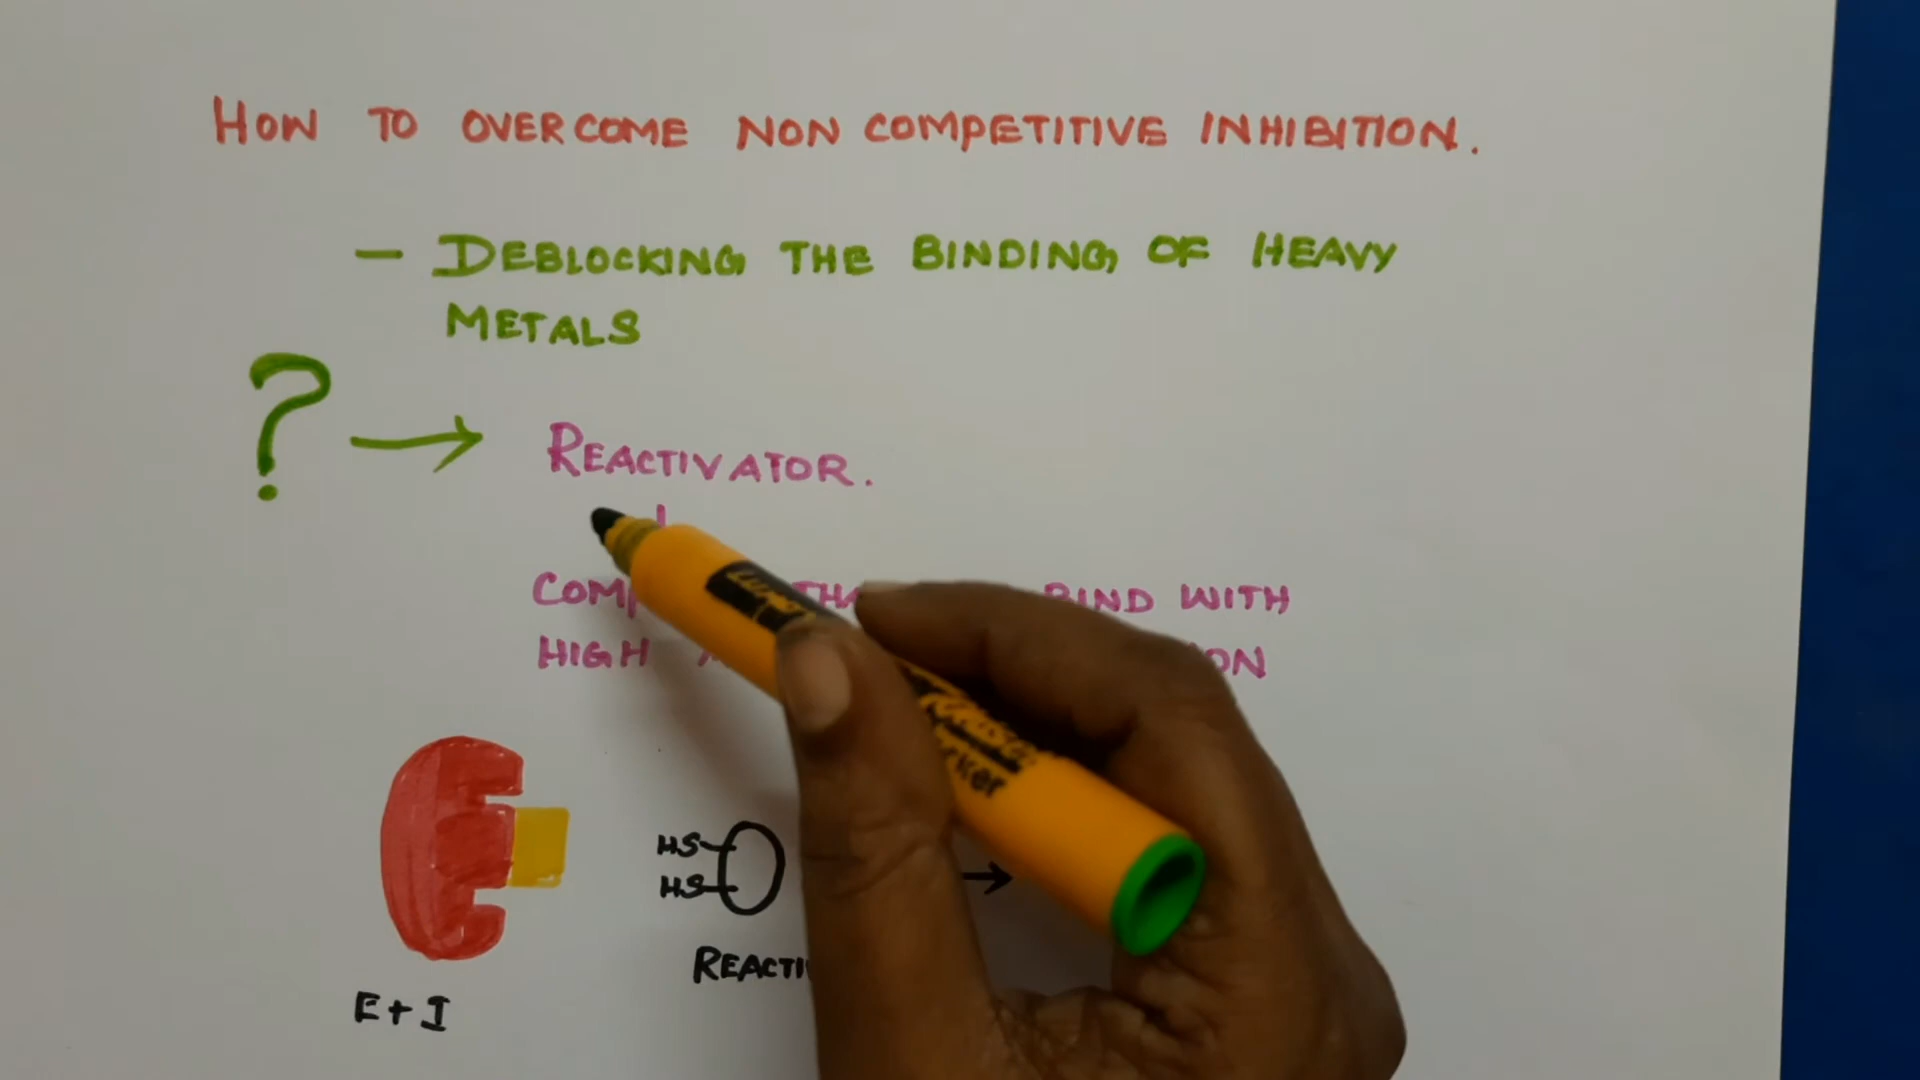 HOW TO OVERCOME NON COMPETITIVE INHIBITION.
- DEBLOCKING THE BINDING OF HEAVY
METALS
? → REACTIVATOR.
BIND WITH
HIGH
HS
HS
E+I